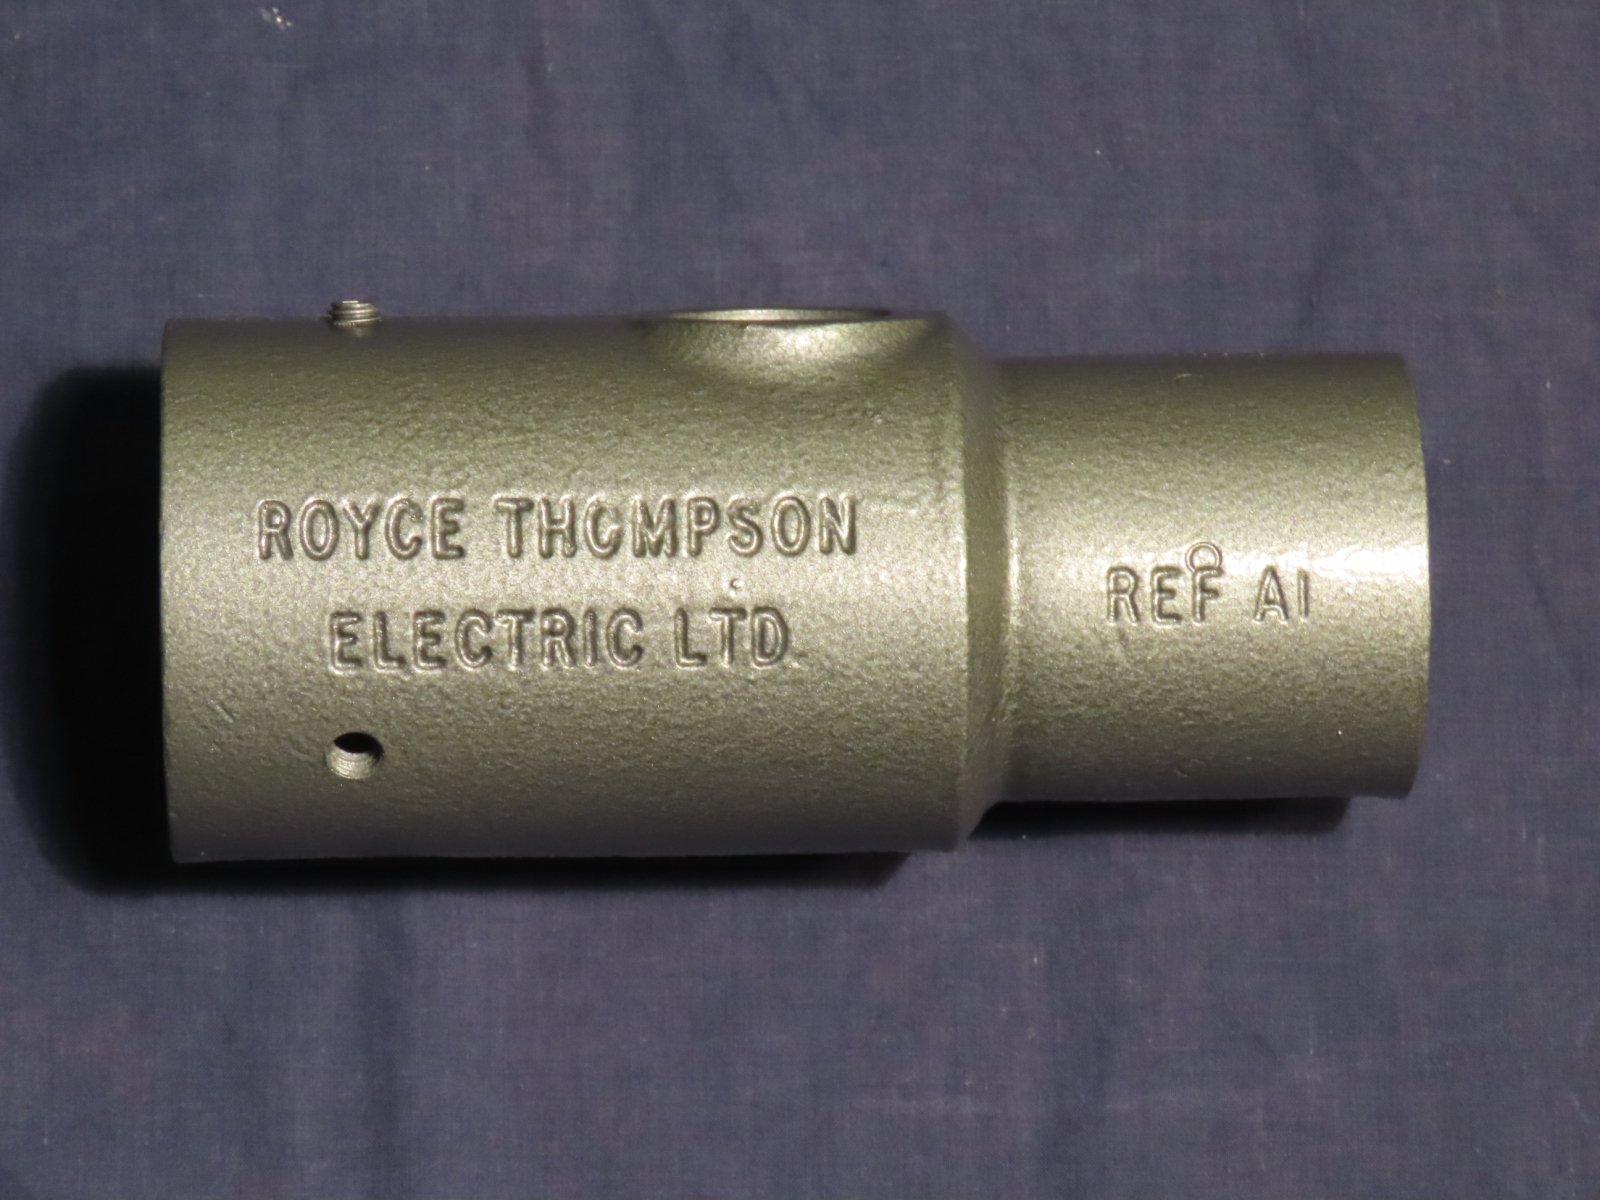 ROYCE THOMPSON
ELECTRIC LTD.
REF A1